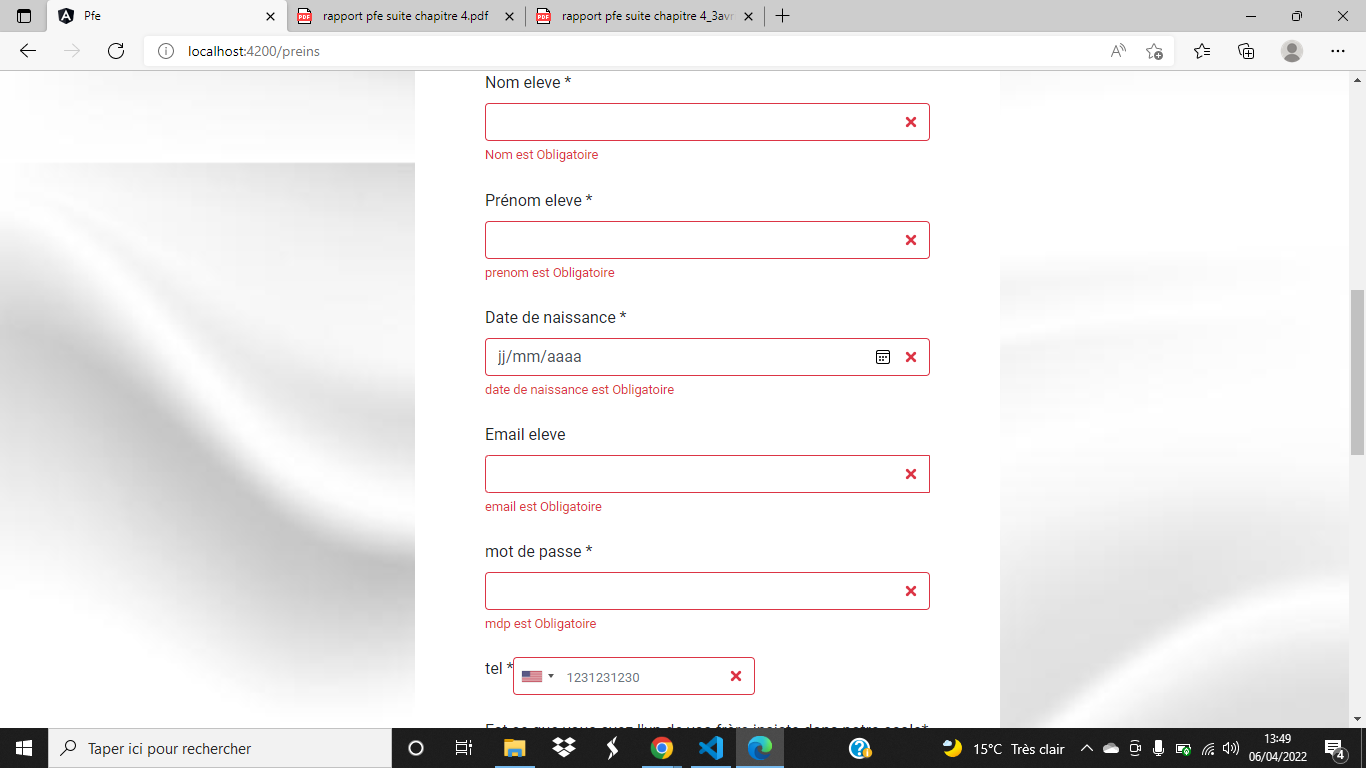 Pfe
rapport pfe suite chapitre 4.pdf
rapport pfe suite chapitre 4_3avr
localhost:4200/preins
Nom eleve *
Nom est Obligatoire
Prénom eleve *
prenom est Obligatoire
Date de naissance *
jj/mm/aaaa
date de naissance est Obligatoire
Email eleve
email est Obligatoire
mot de passe *
mdp est Obligatoire
tel *
1231231230
Taper ici pour rechercher
15°C Très clair
13:49
06/04/2022
4